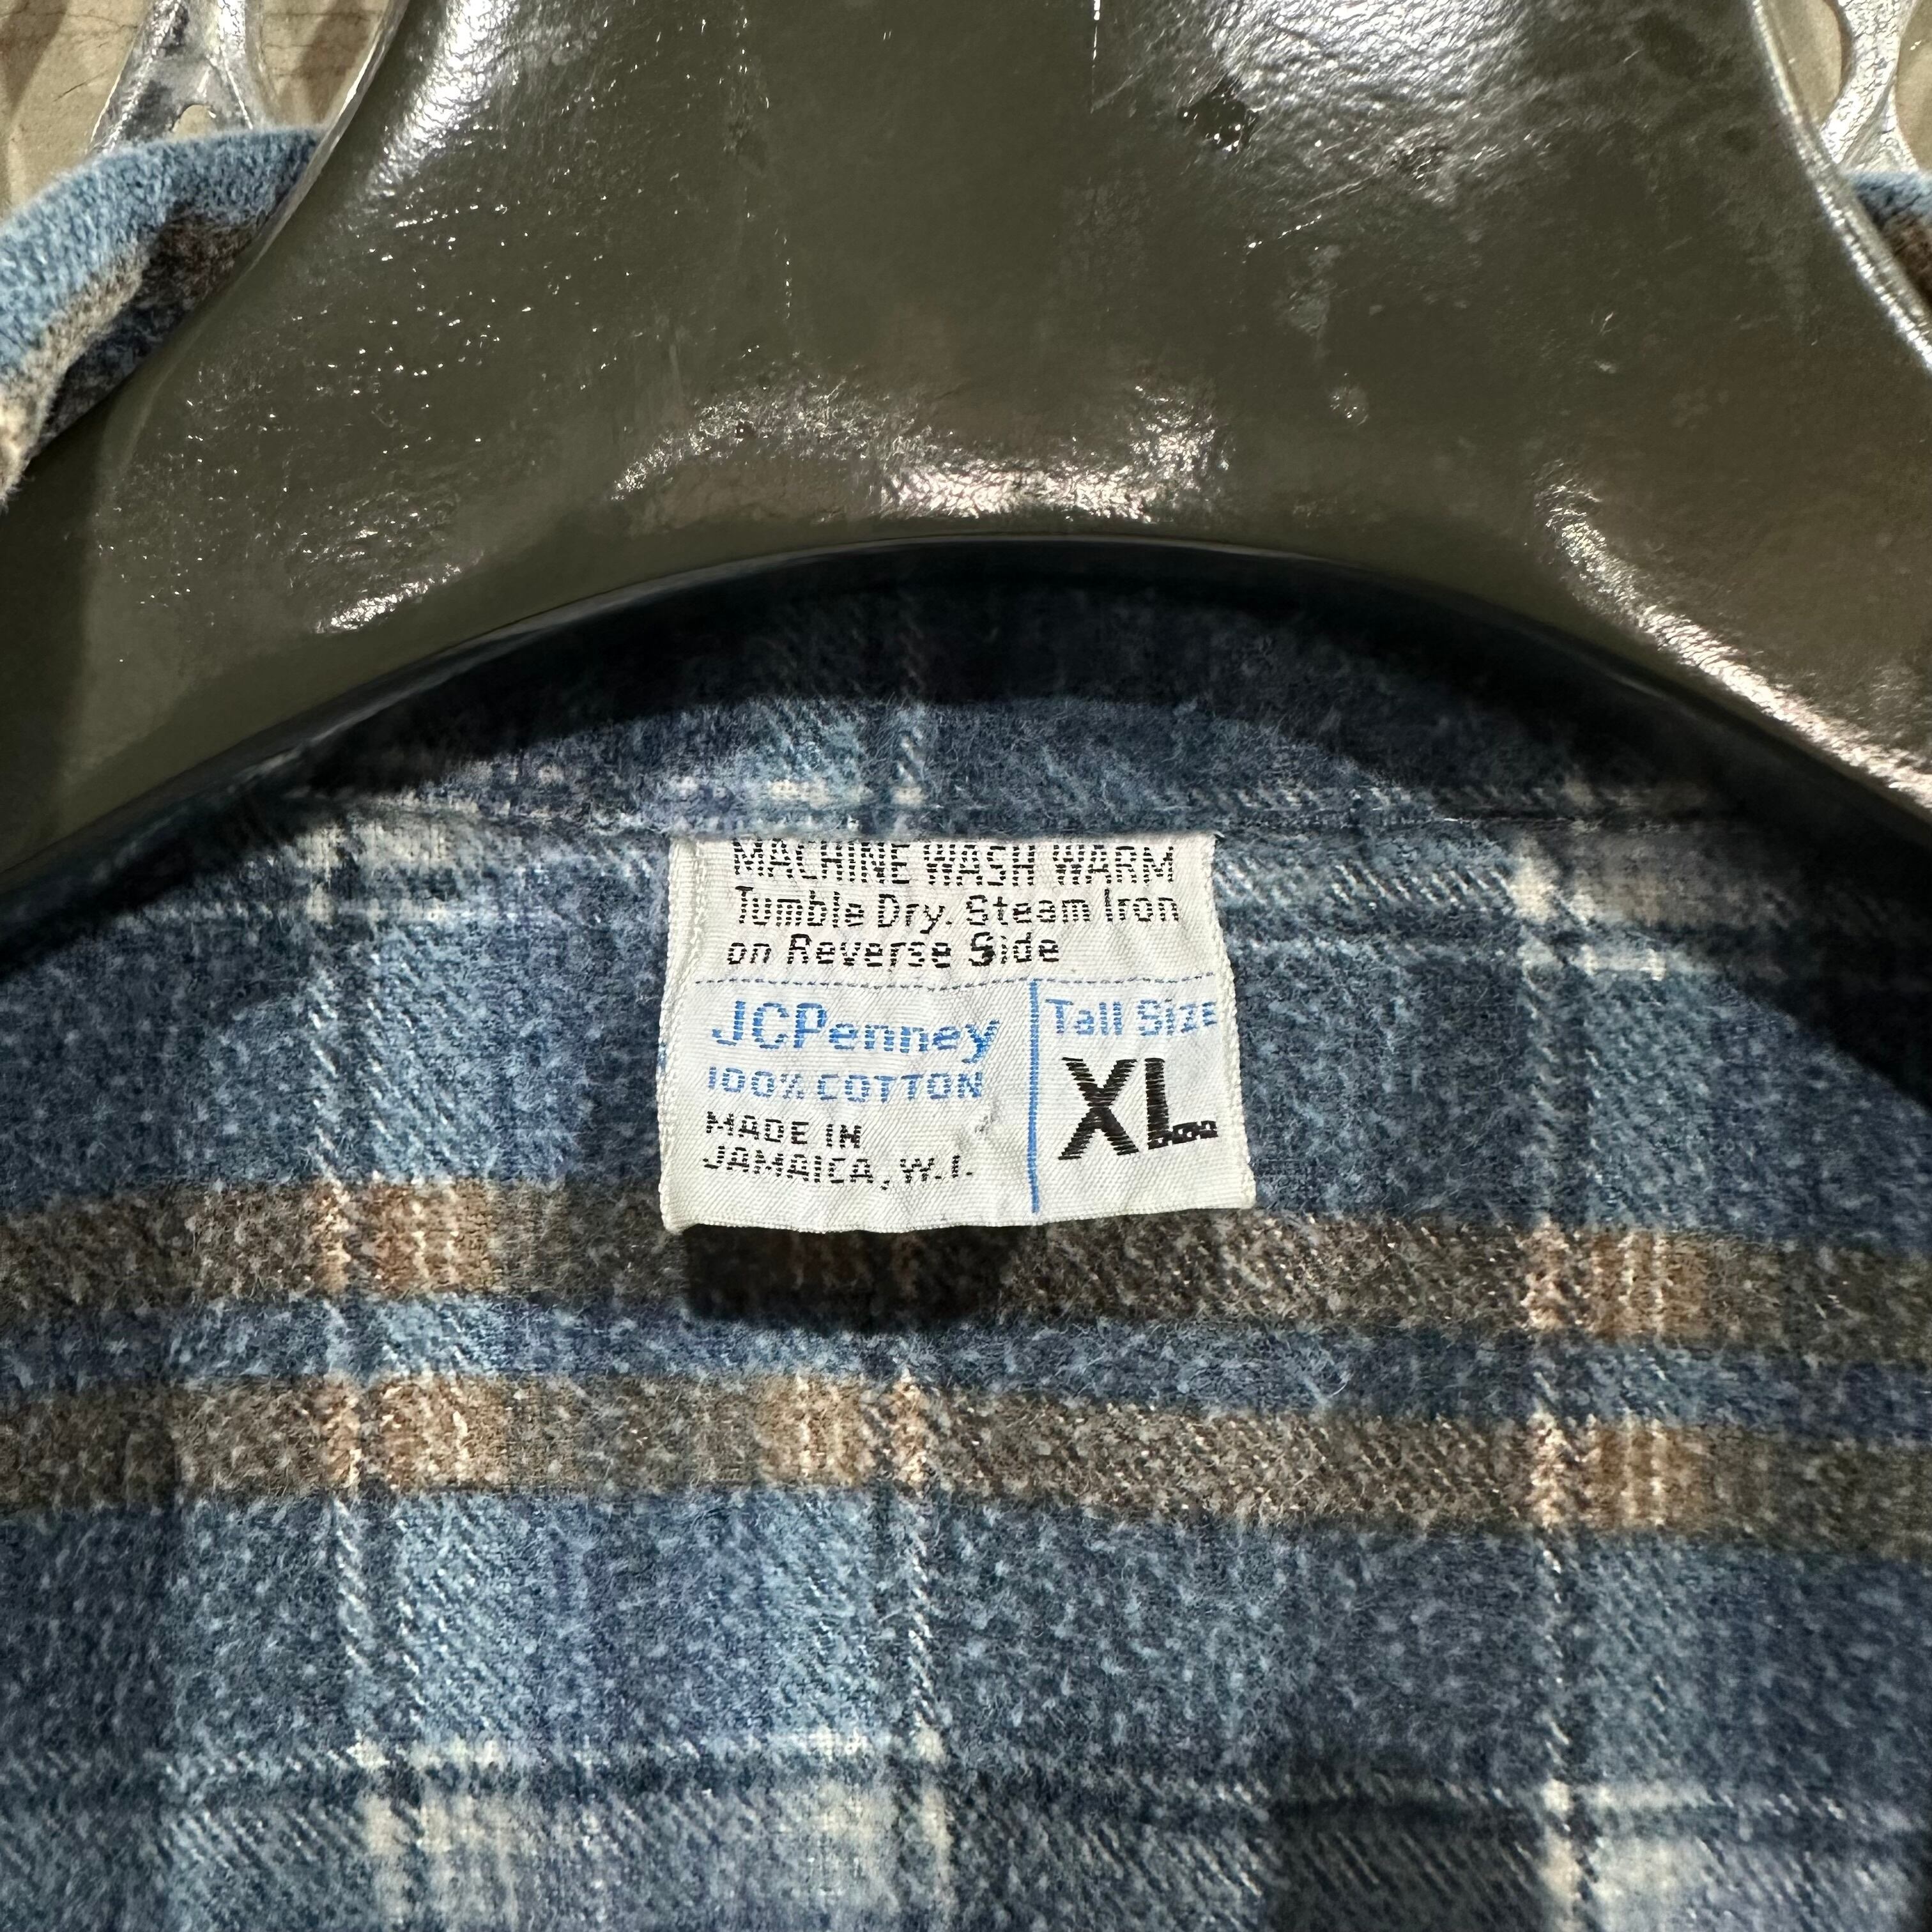 MACHINE WASH WARM
Tumble Dry. Steam Iron
on Reverse Side
JCPenney
100% COTTON
MADE IN
JAMAICA, W.I.
Tall Size
XL